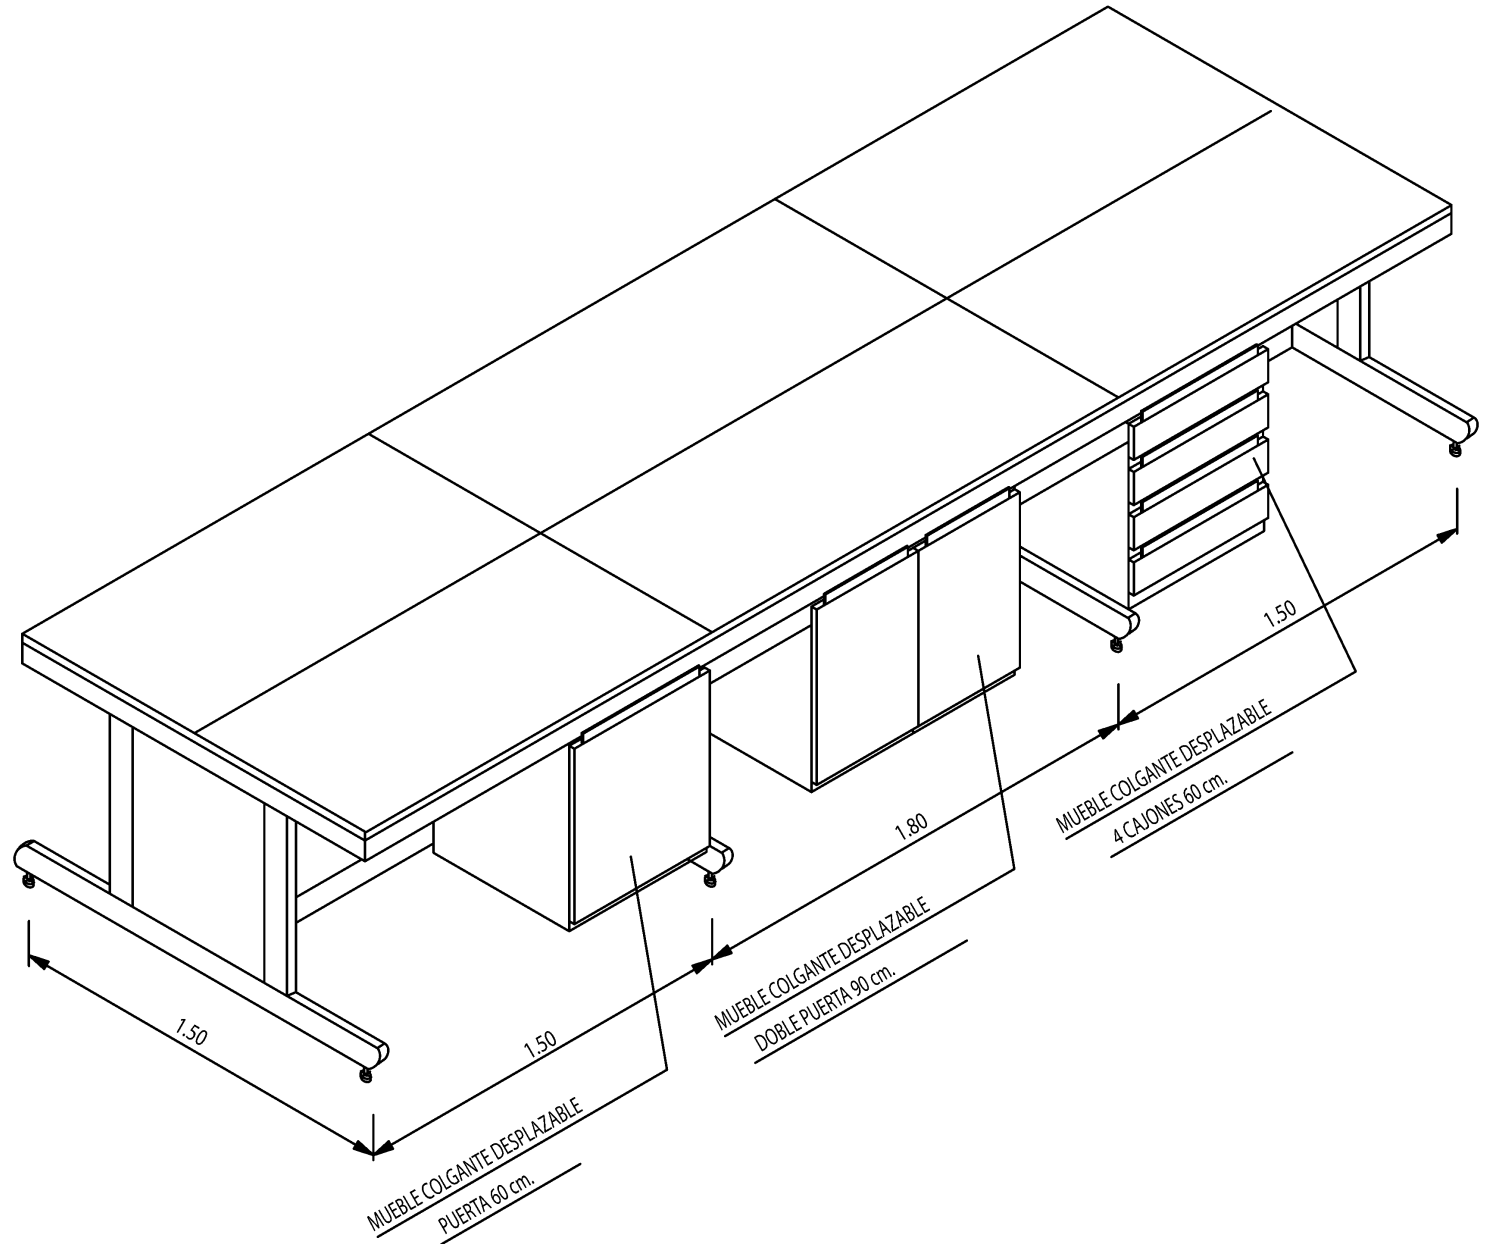 1.50
1.50
MUEBLE COLGANTE DESPLAZABLE
PUERTA 60 cm.
1.80
MUEBLE COLGANTE DESPLAZABLE
DOBLE PUERTA 90 cm.
1.50
MUEBLE COLGANTE DESPLAZABLE
4 CAJONES 60 cm.